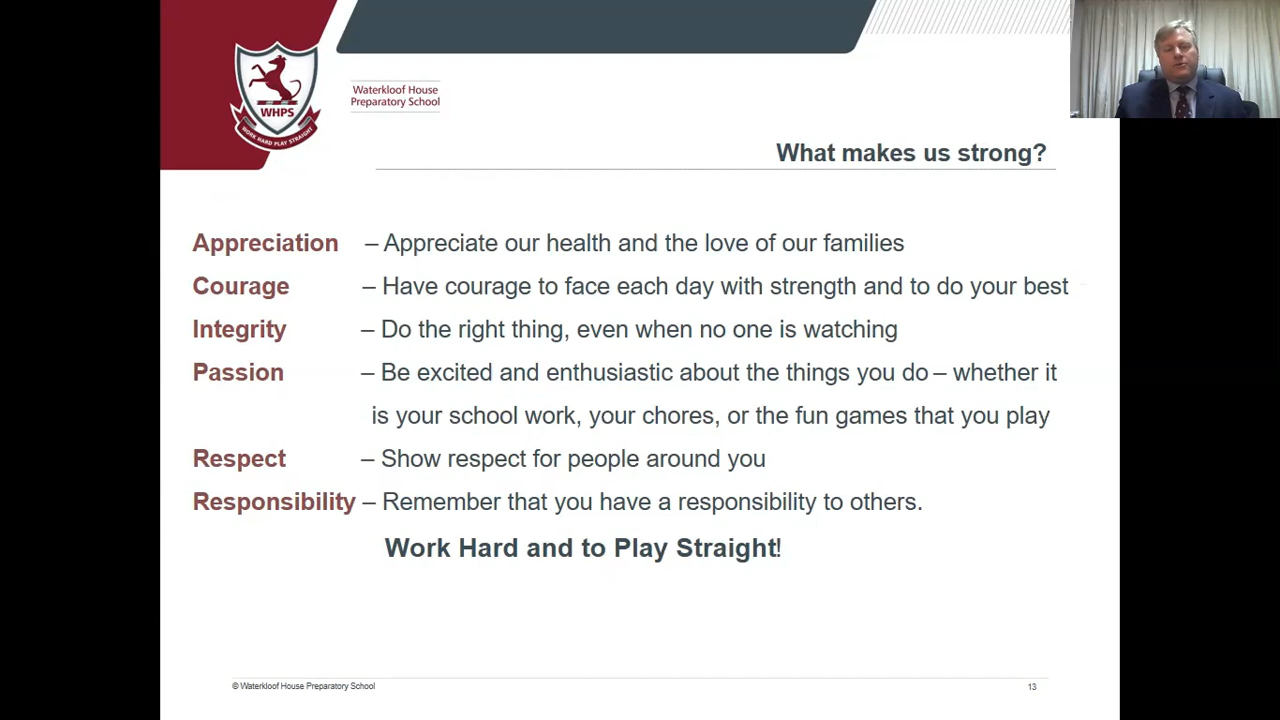 WHPS
WORK HARD PLAY STRAIGHT
Waterkloof House
Preparatory School
What makes us strong?
Appreciation – Appreciate our health and the love of our families
Courage – Have courage to face each day with strength and to do your best
Integrity – Do the right thing, even when no one is watching
Passion – Be excited and enthusiastic about the things you do – whether it
is your school work, your chores, or the fun games that you play
Respect – Show respect for people around you
Responsibility – Remember that you have a responsibility to others.
Work Hard and to Play Straight!
© Waterkloof House Preparatory School 13